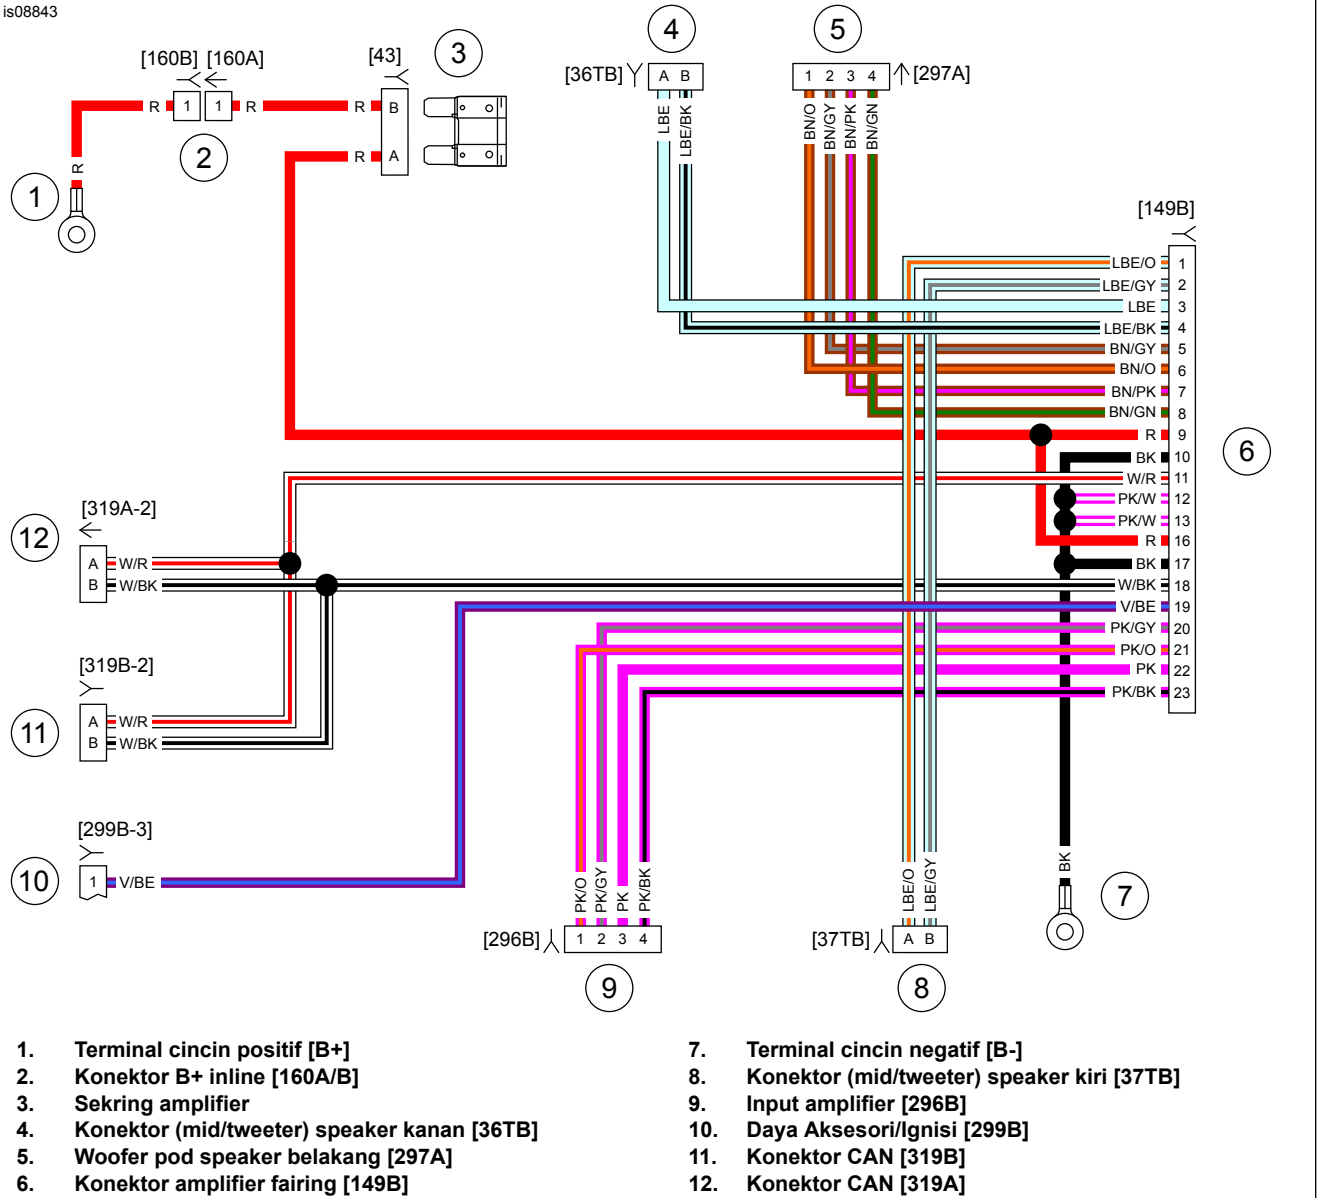 is08843
[160B] [160A]
[43]
3
4
5
[36TB]
A B
1 2 3 4
[297A]
R
1
1
R
R
B
R
A
2
1
R
LBE
LBE/BK
BN/O
BN/GY
BN/PK
BN/GN
[149B]
LBE/O 1
LBE/GY 2
LBE 3
LBE/BK 4
BN/GY 5
BN/O 6
BN/PK 7
BN/GN 8
R 9
BK 10
W/R 11
PK/W 12
PK/W 13
R 16
BK 17
W/BK 18
V/BE 19
PK/GY 20
PK/O 21
PK 22
PK/BK 23
6
[319A-2]
12
A W/R
B W/BK
[319B-2]
11
A W/R
B W/BK
[299B-3]
10
1 V/BE
PK/O
PK/GY
PK
PK/BK
[296B]
1 2 3 4
9
LBE/O
LBE/GY
[37TB]
A B
8
BK
7
1. Terminal cincin positif [B+]
2. Konektor B+ inline [160A/B]
3. Sekring amplifier
4. Konektor (mid/tweeter) speaker kanan [36TB]
5. Woofer pod speaker belakang [297A]
6. Konektor amplifier fairing [149B]
7. Terminal cincin negatif [B-]
8. Konektor (mid/tweeter) speaker kiri [37TB]
9. Input amplifier [296B]
10. Daya Aksesori/Ignisi [299B]
11. Konektor CAN [319B]
12. Konektor CAN [319A]